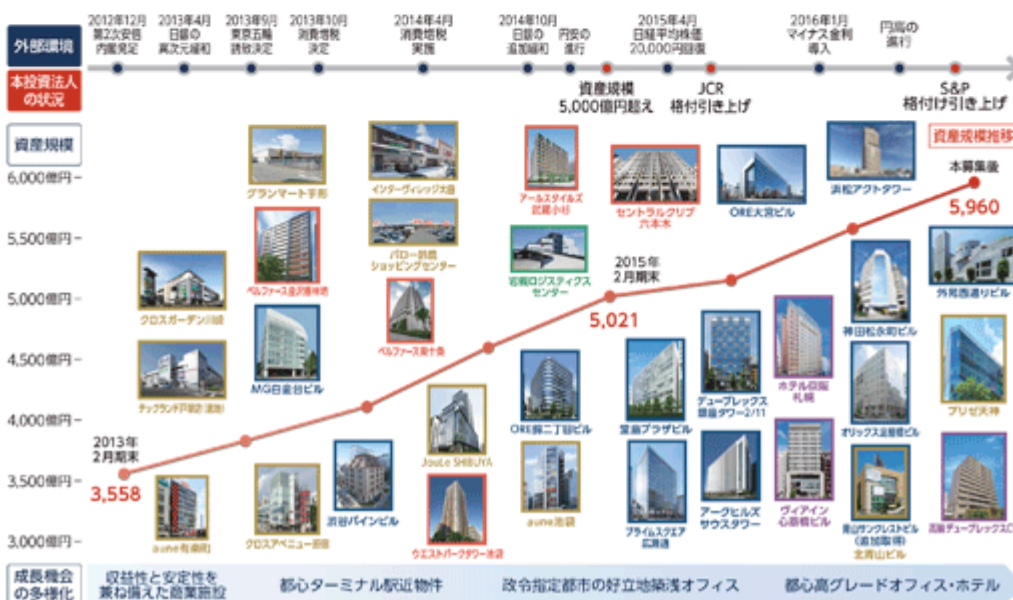 外部環境
2012年12月
第2次安倍
内閣発足
2013年4月
日銀の
異次元緩和
2013年9月
東京五輪
誘致決定
2013年10月
消費増税
決定
2014年4月
消費増税
実施
2014年10月
日銀の
追加緩和
円安の
進行
2015年4月
日経平均株価
20,000円回復
2016年1月
マイナス金利
導入
円高の
進行
本投資法人
の状況
資産規模
5,000億円超え
JCR
格付引き上げ
S&P
格付け引き上げ
資産規模
資産規模推移
6,000億円
5,500億円
5,000億円
4,500億円
4,000億円
3,500億円
3,000億円
本募集後
5,960
2015年
2月期末
5,021
2013年
2月期末
3,558
グランマート手形
インターヴィレッジ大曲
アールスタイルズ
武蔵小杉
セントラルクリブ
六本木
ORE大宮ビル
浜松アクトタワー
クロスガーデン川崎
バロー鈴鹿
ショッピングセンター
岩槻ロジスティクス
センター
神田松永町ビル
外苑西通りビル
MG白金台ビル
ベルファース東十条
ORE錦二丁目ビル
堂島プラザビル
デュープレックス
銀座タワー2/11
ホテル京阪
札幌
プリゼ天神
aune有楽町
クロスアベニュー原宿
渋谷パインビル
JouLe SHIBUYA
ウエストパークタワー池袋
aune池袋
プライムスクエア
広瀬通
アークヒルズ
サウスタワー
ヴィアイン
心斎橋ビル
青山サンクレストビル
(追加取得)
北青山ビル
成長機会
の多様化
収益性と安定性を
兼ね備えた商業施設
都心ターミナル駅近物件
政令指定都市の好立地築浅オフィス
都心高グレードオフィス・ホテル